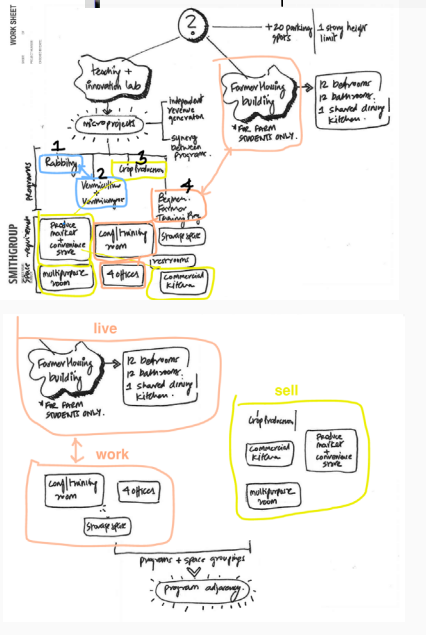 WORK SHEET
SMITHGROUP
?
+20 parking
spots
1 story height
limit
teaching +
innovation lab
microprojects
independent
revenue
generator
synergy
between
programs.
Farmer Housing
building
*FOR FARM
STUDENTS ONLY.
12 bedrooms
12 bathrooms.
1 shared dining/
kitchen.
programs
1
Rabbitry
2
Vermiculture
+
3
Crop Production
4
Beginner
Farmer
Training Prg
space requirements
Produce
market
+
convenience
store
conf/training
room
Storage space
restrooms
multipurpose
room
4 offices
Commercial
kitchen
live
Farmer Housing
building
*FOR FARM
STUDENTS ONLY.
12 bedrooms
12 bathrooms.
1 shared dining/
kitchen.
work
conf/training
room
4 offices
storage space
sell
Crop Production
Commercial
kitchen
Produce
market
+
convenience
store
multipurpose
room
programs + space groupings
program adjacency.